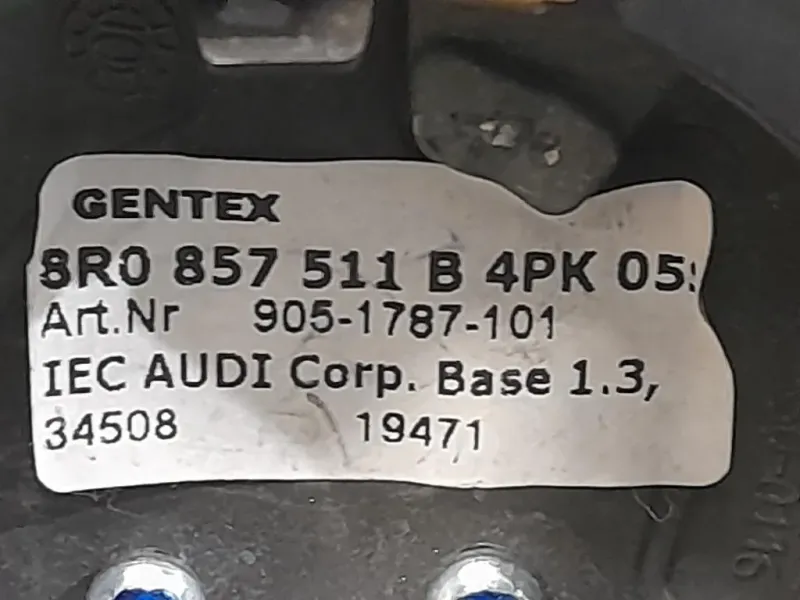 GENTEX
8R0 857 511 B 4PK 05
Art.Nr 905-1787-101
IEC AUDI Corp. Base 1.3,
34508 19471